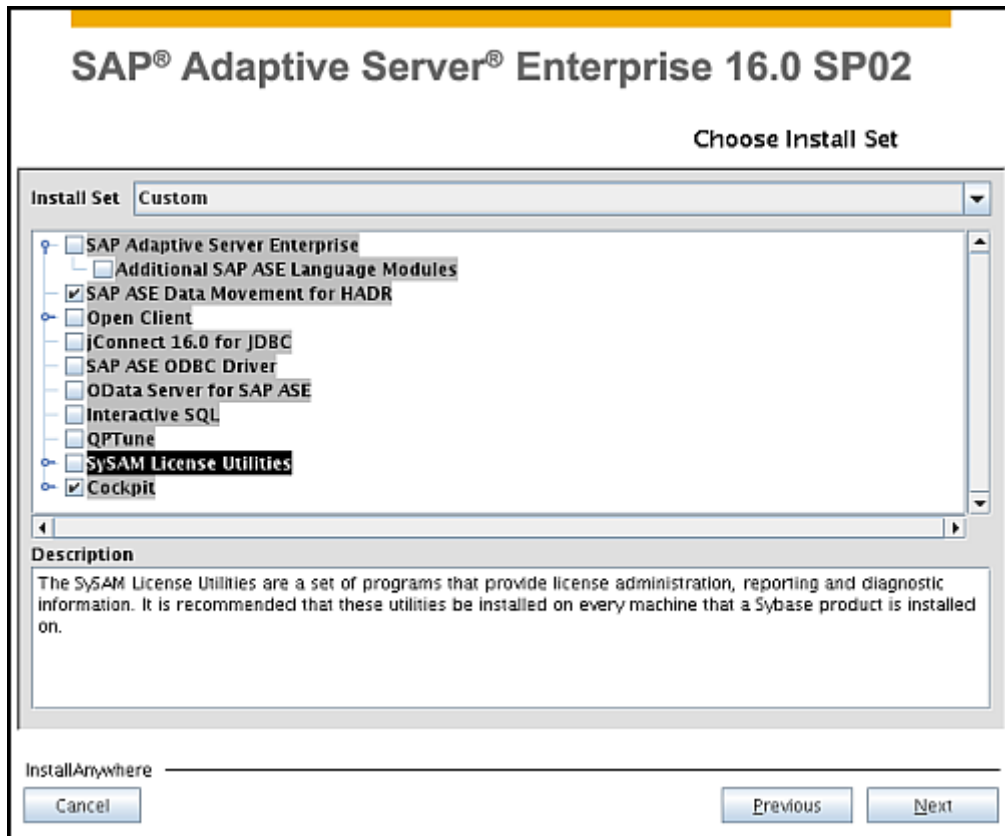 SAP® Adaptive Server® Enterprise 16.0 SP02
Choose Install Set
Install Set Custom
SAP Adaptive Server Enterprise
Additional SAP ASE Language Modules
SAP ASE Data Movement for HADR
Open Client
jConnect 16.0 for JDBC
SAP ASE ODBC Driver
OData Server for SAP ASE
Interactive SQL
QPTune
SySAM License Utilities
Cockpit
Description
The SySAM License Utilities are a set of programs that provide license administration, reporting and diagnostic
information. It is recommended that these utilities be installed on every machine that a Sybase product is installed
on.
InstallAnywhere
Cancel Previous Next